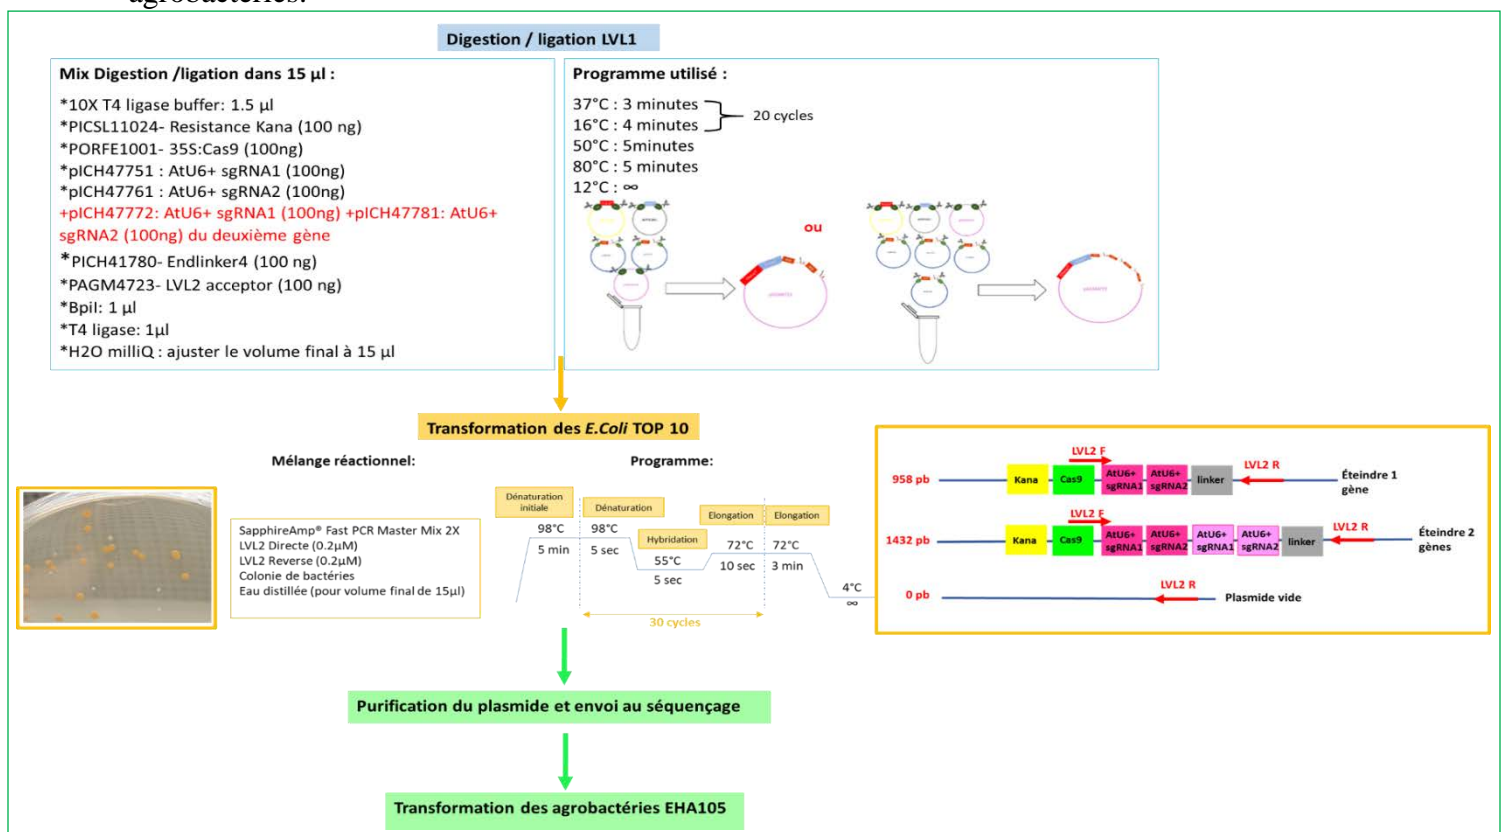 agrobactéries.
Digestion / ligation LVL1
Mix Digestion /ligation dans 15 µl :
*10X T4 ligase buffer: 1.5 µl
*PICSL11024- Resistance Kana (100 ng)
*PORFE1001- 35S:Cas9 (100ng)
*pICH47751 : AtU6+ sgRNA1 (100ng)
*pICH47761 : AtU6+ sgRNA2 (100ng)
+pICH47772: AtU6+ sgRNA1 (100ng) +pICH47781: AtU6+
sgRNA2 (100ng) du deuxième gène
*PICH41780- Endlinker4 (100 ng)
*PAGM4723- LVL2 acceptor (100 ng)
*BpiI: 1 µl
*T4 ligase: 1µl
*H2O milliQ : ajuster le volume final à 15 µl
Programme utilisé :
37°C : 3 minutes
16°C : 4 minutes
20 cycles
50°C : 5minutes
80°C : 5 minutes
12°C : ∞
ou
Transformation des E.Coli TOP 10
Mélange réactionnel:
SapphireAmp® Fast PCR Master Mix 2X
LVL2 Directe (0.2µM)
LVL2 Reverse (0.2µM)
Colonie de bactéries
Eau distillée (pour volume final de 15µl)
Programme:
Dénaturation
initiale
Dénaturation
Hybridation
Elongation
Elongation
98°C
5 min
98°C
5 sec
55°C
5 sec
72°C
10 sec
72°C
3 min
4°C
∞
30 cycles
LVL2 F
LVL2 R
958 pb
Kana
Cas9
AtU6+
sgRNA1
AtU6+
sgRNA2
linker
Éteindre 1
gène
LVL2 F
LVL2 R
1432 pb
Kana
Cas9
AtU6+
sgRNA1
AtU6+
sgRNA2
AtU6+
sgRNA1
AtU6+
sgRNA2
linker
Éteindre 2
gènes
LVL2 R
0 pb
Plasmide vide
Purification du plasmide et envoi au séquençage
Transformation des agrobactéries EHA105